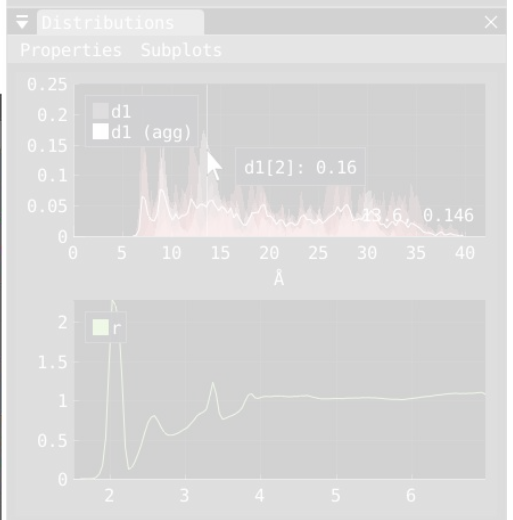 Distributions
Properties Subplots
0.25
0.2
0.15
0.1
0.05
0
d1
d1 (agg)
d1[2]: 0.16
13.6, 0.146
0 5 10 15 20 25 30 35 40
Å
2
1.5
1
0.5
0
r
2 3 4 5 6